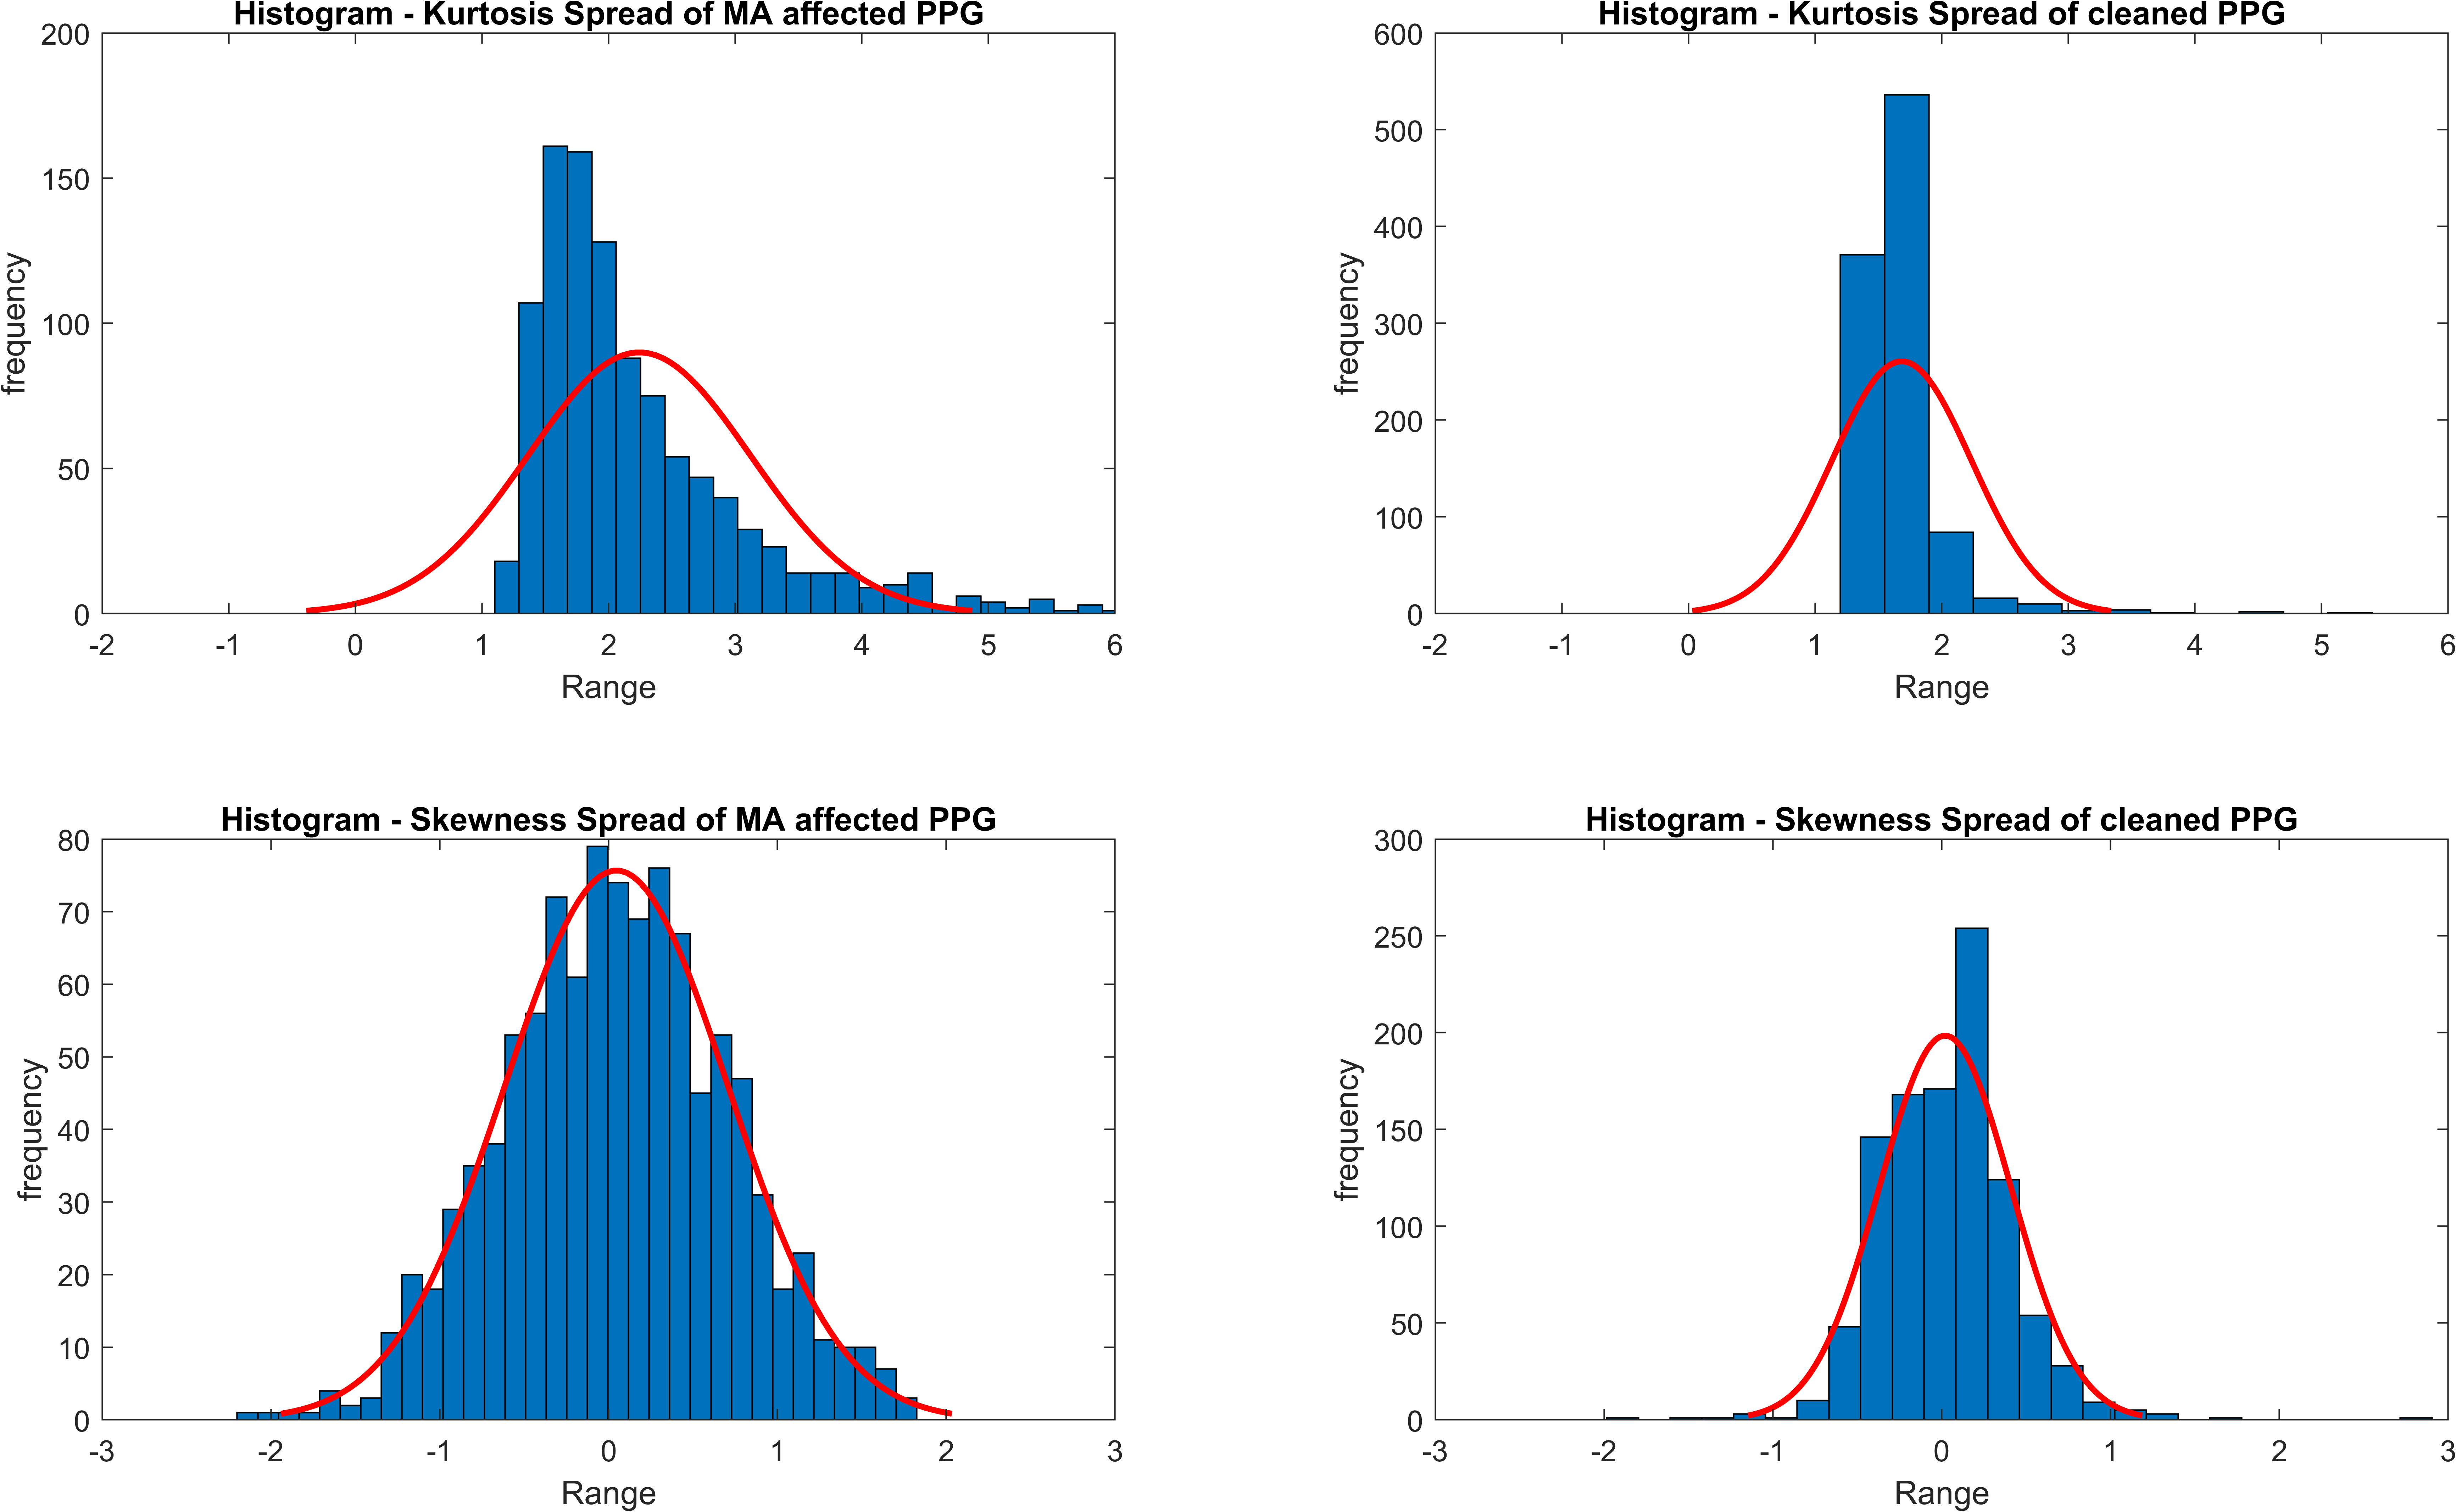 Histogram - Kurtosis Spread of MA affected PPG
200
150
100
50
0
frequency
-2 -1 0 1 2 3 4 5 6
Range
Histogram - Kurtosis Spread of cleaned PPG
600
500
400
300
200
100
0
frequency
-2 -1 0 1 2 3 4 5 6
Range
Histogram - Skewness Spread of MA affected PPG
80
70
60
50
40
30
20
10
0
frequency
-3 -2 -1 0 1 2 3
Range
Histogram - Skewness Spread of cleaned PPG
300
250
200
150
100
50
0
frequency
-3 -2 -1 0 1 2 3
Range